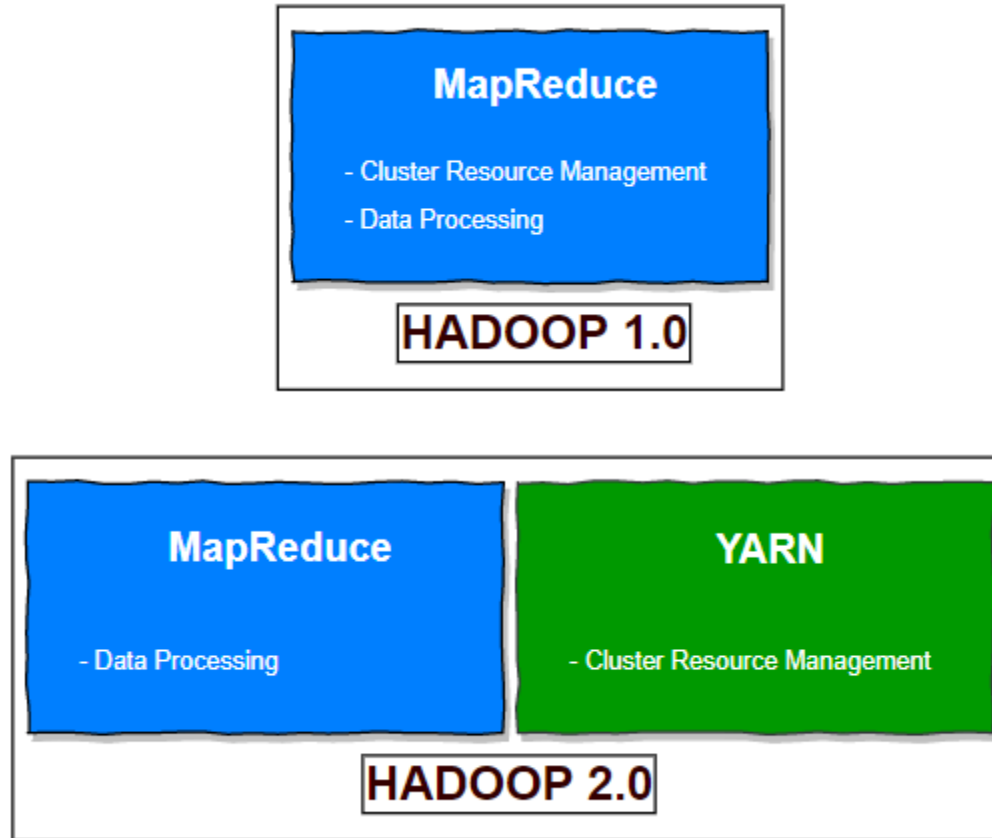 MapReduce
- Cluster Resource Management
- Data Processing
HADOOP 1.0
MapReduce
- Data Processing
YARN
- Cluster Resource Management
HADOOP 2.0